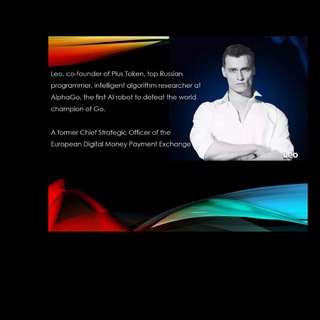 Leo, co-founder of Plus Token, top Russian
programmer, intelligent algorithm researcher at
AlphaGo, the first AI robot to defeat the world
champion of Go.
A former Chief Strategic Officer of the
European Digital Money Payment Exchange
Leo